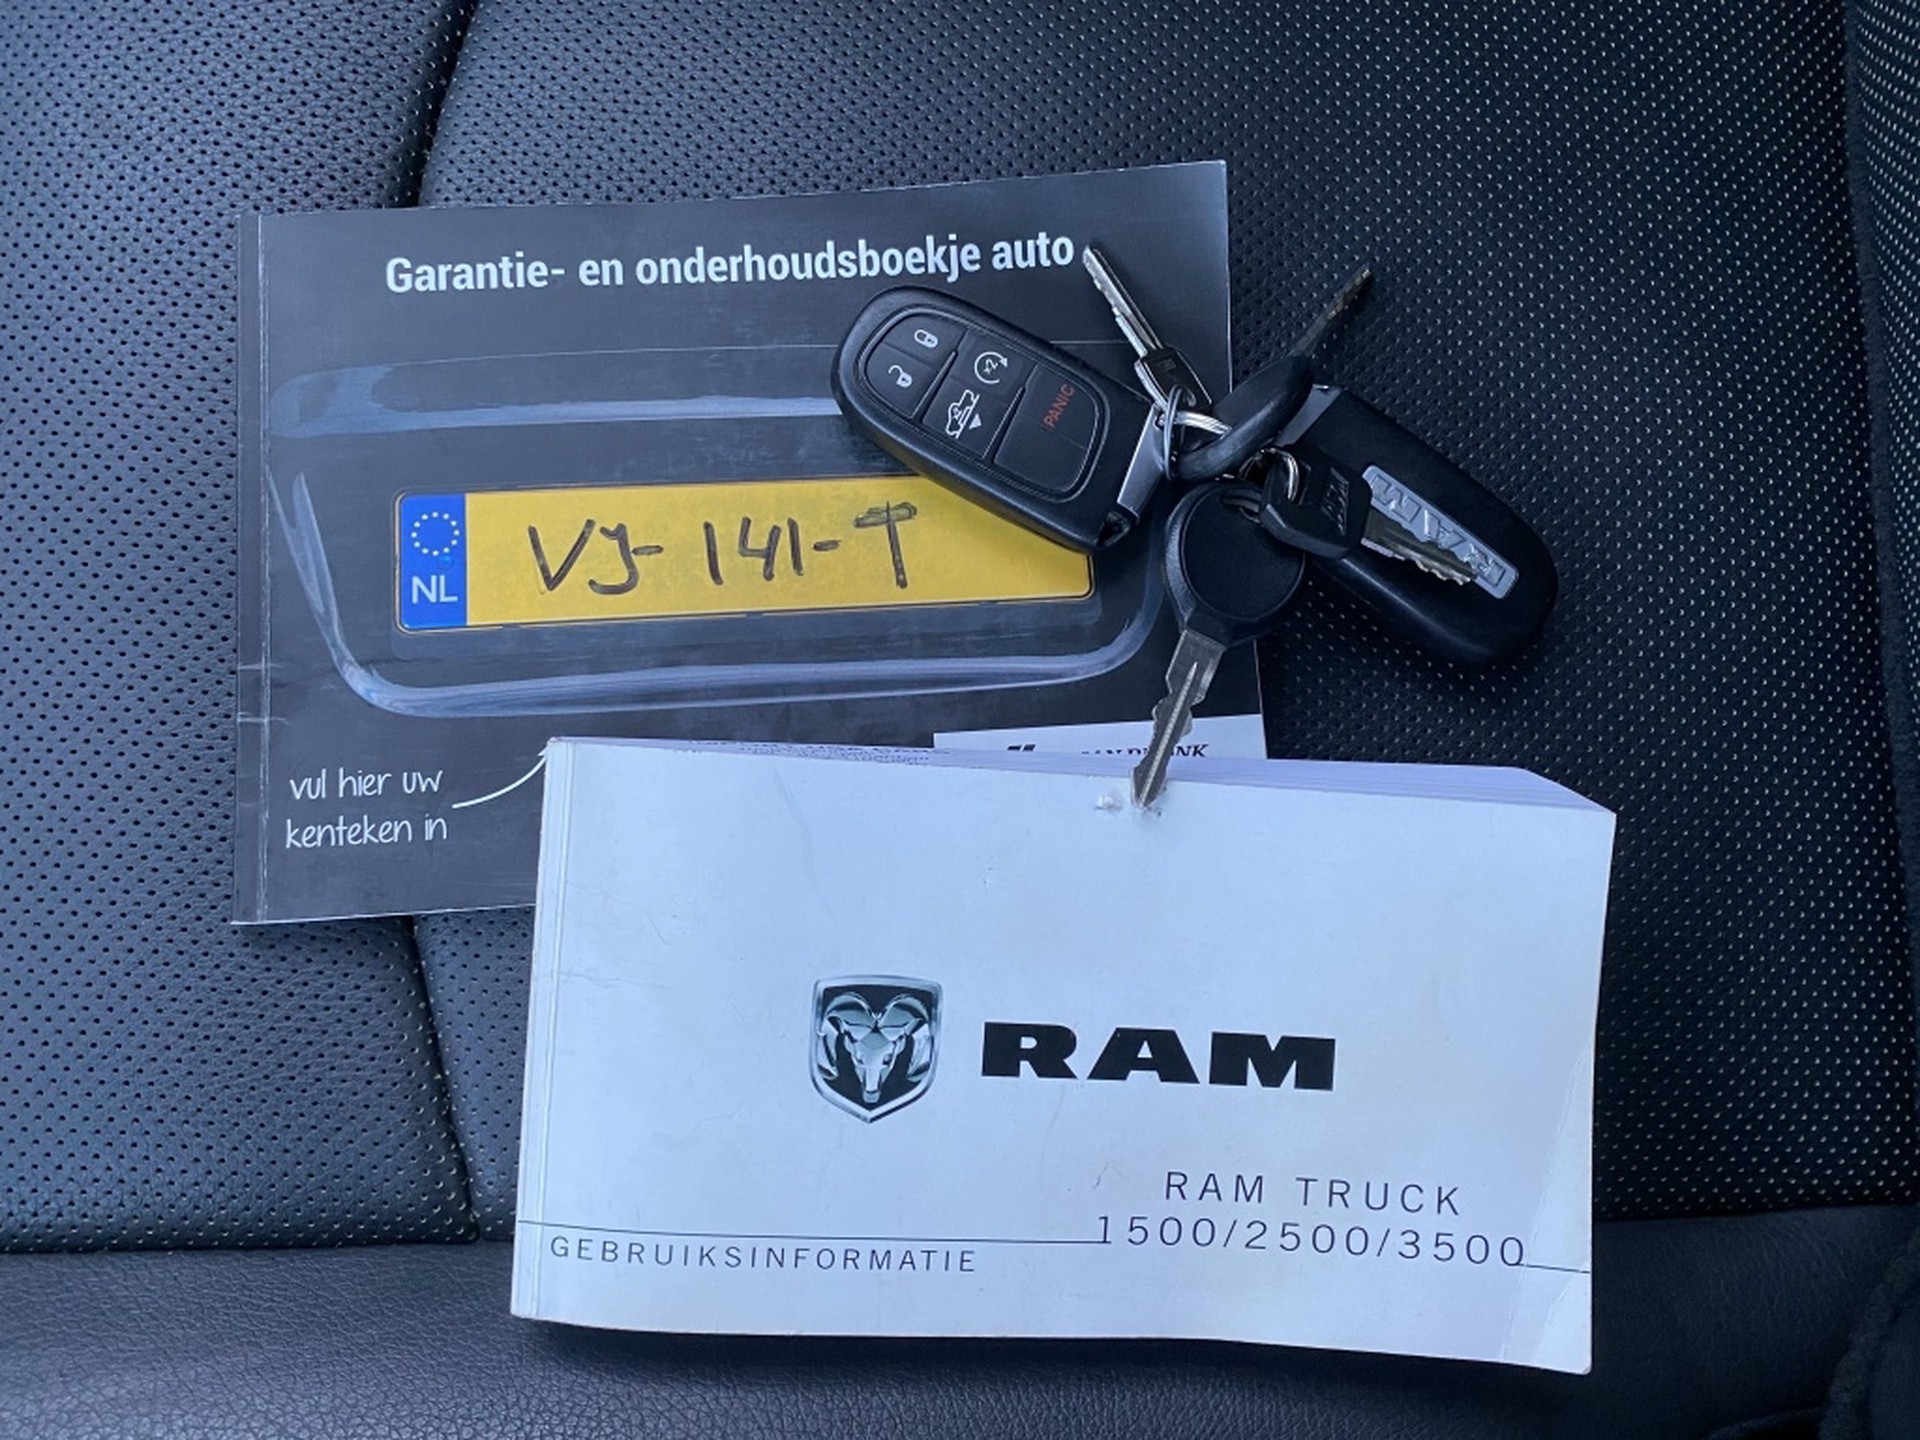 Garantie- en onderhoudsboekje auto
NL
VJ-141-T
vul hier uw
kenteken in
PANIC
RAM
RAM
RAM TRUCK
1500/2500/3500
GEBRUIKSINFORMATIE